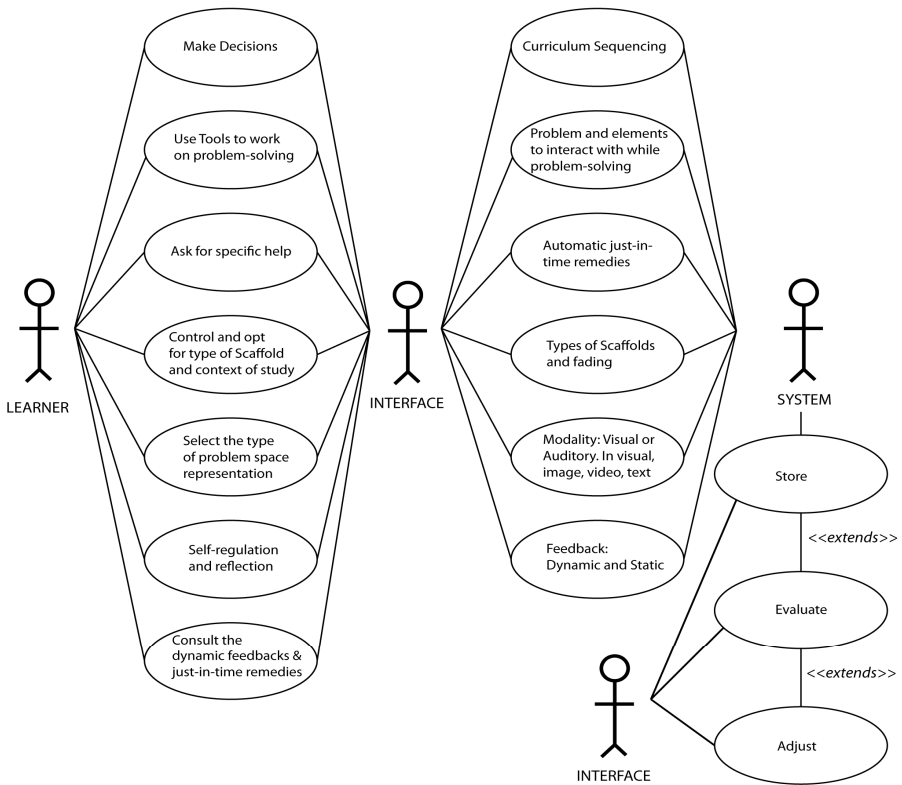 Make Decisions
Use Tools to work
on problem-solving
Ask for specific help
Control and opt
for type of Scaffold
and context of study
Select the type
of problem space
representation
Self-regulation
and reflection
Consult the
dynamic feedbacks &
just-in-time remedies
LEARNER
INTERFACE
Curriculum Sequencing
Problem and elements
to interact with while
problem-solving
Automatic just-in-
time remedies
Types of Scaffolds
and fading
Modality: Visual or
Auditory. In visual,
image, video, text
Feedback:
Dynamic and Static
SYSTEM
Store
<<extends>>
Evaluate
<<extends>>
Adjust
INTERFACE